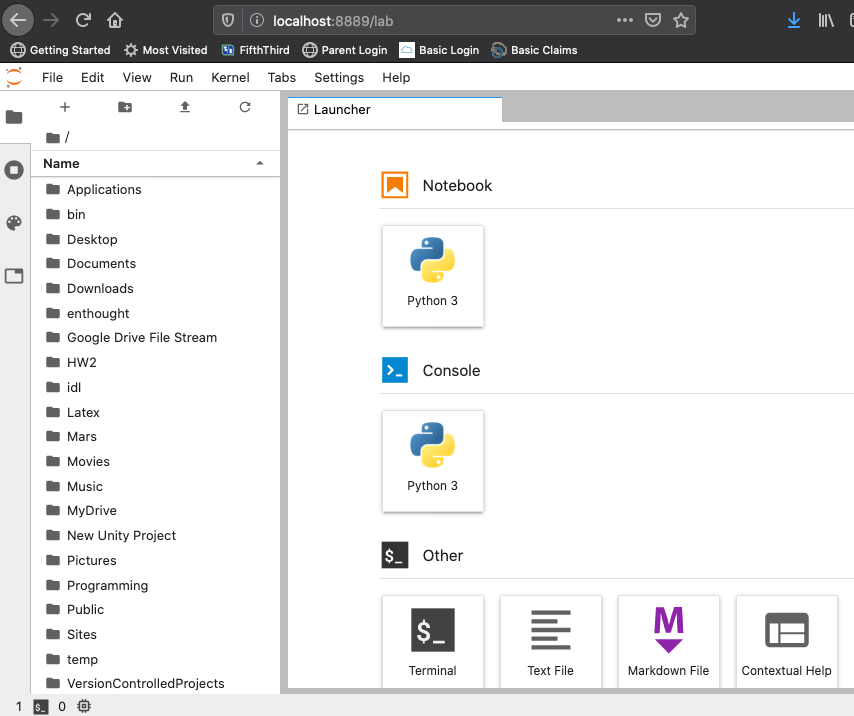 localhost:8889/lab
Getting Started Most Visited FifthThird Parent Login Basic Login Basic Claims
File Edit View Run Kernel Tabs Settings Help
Launcher
/
Name
Applications
bin
Desktop
Documents
Downloads
enthought
Google Drive File Stream
HW2
idl
Latex
Mars
Movies
Music
MyDrive
New Unity Project
Pictures
Programming
Public
Sites
temp
VersionControlledProjects
Notebook
Python 3
Console
Python 3
$_ Other
$_ M
Terminal Text File Markdown File Contextual Help
1 $_ 0